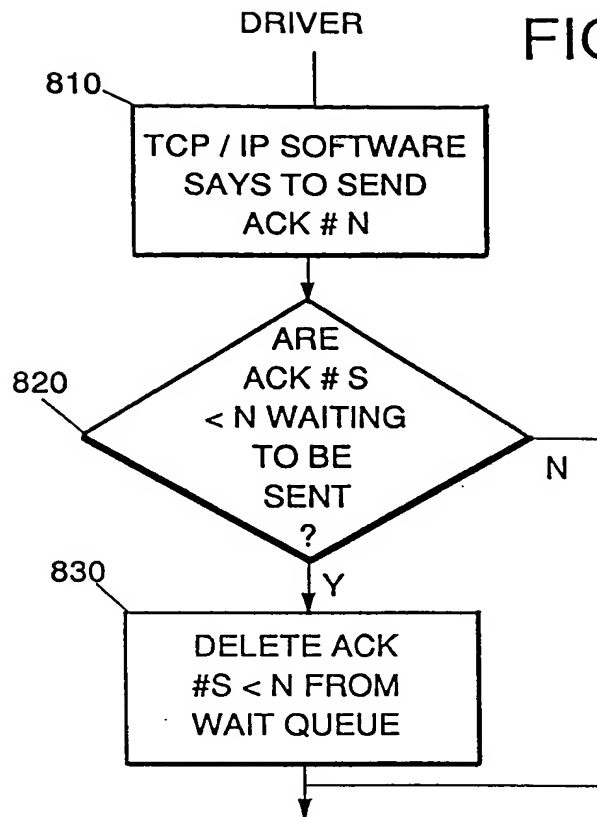 DRIVER
FIG
810
TCP / IP SOFTWARE
SAYS TO SEND
ACK # N
820
ARE
ACK # S
< N WAITING
TO BE
SENT
?
N
Y
830
DELETE ACK
#S < N FROM
WAIT QUEUE